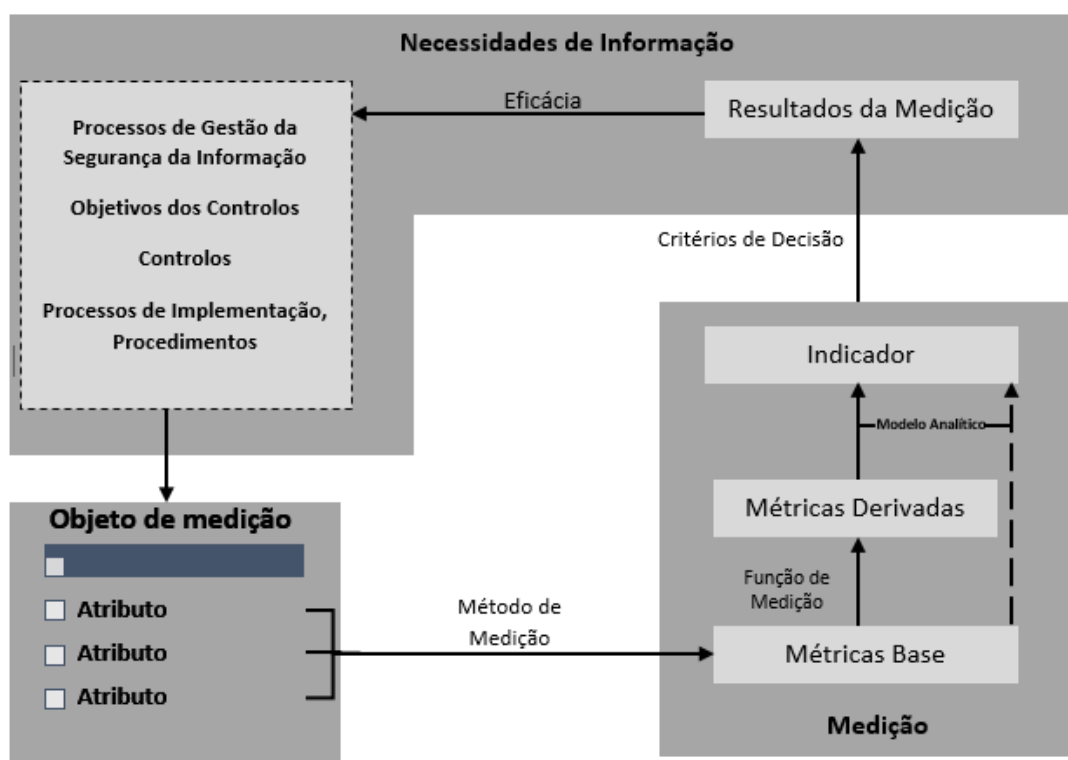 Necessidades de Informação
Processos de Gestão da
Segurança da Informação
Objetivos dos Controlos
Controlos
Processos de Implementação,
Procedimentos
Eficácia
Resultados da Medição
Critérios de Decisão
Indicador
Modelo Analítico
Métricas Derivadas
Função de
Medição
Métricas Base
Medição
Objeto de medição
Atributo
Atributo
Atributo
Método de
Medição